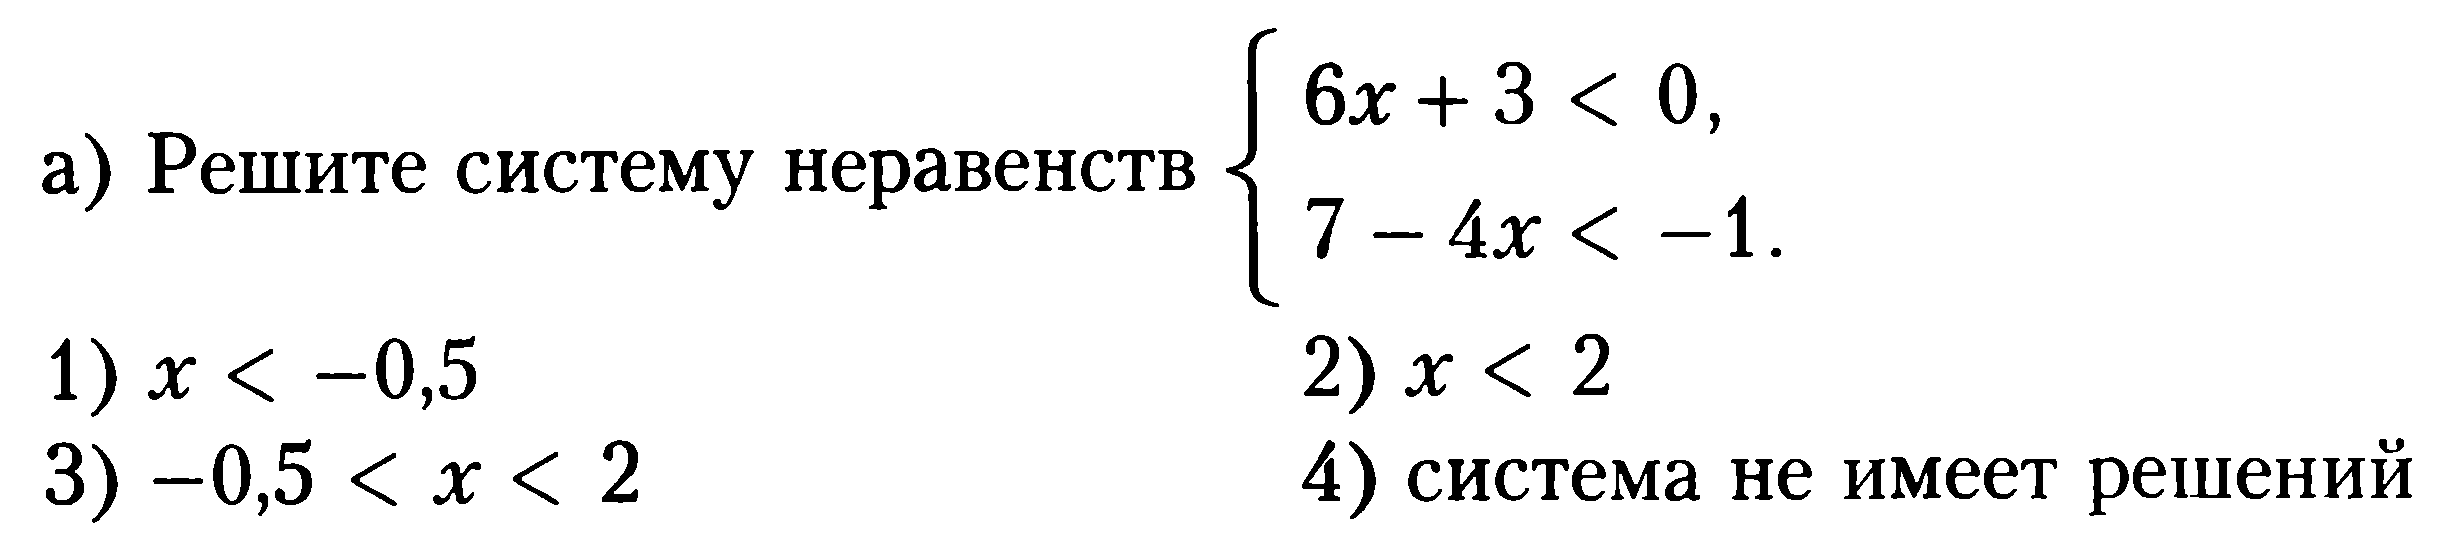 6x + 3 < 0,
а) Решите систему неравенств
7 − 4x < −1.
1) x < −0,5 2) x < 2
3) −0,5 < x < 2 4) система не имеет решений